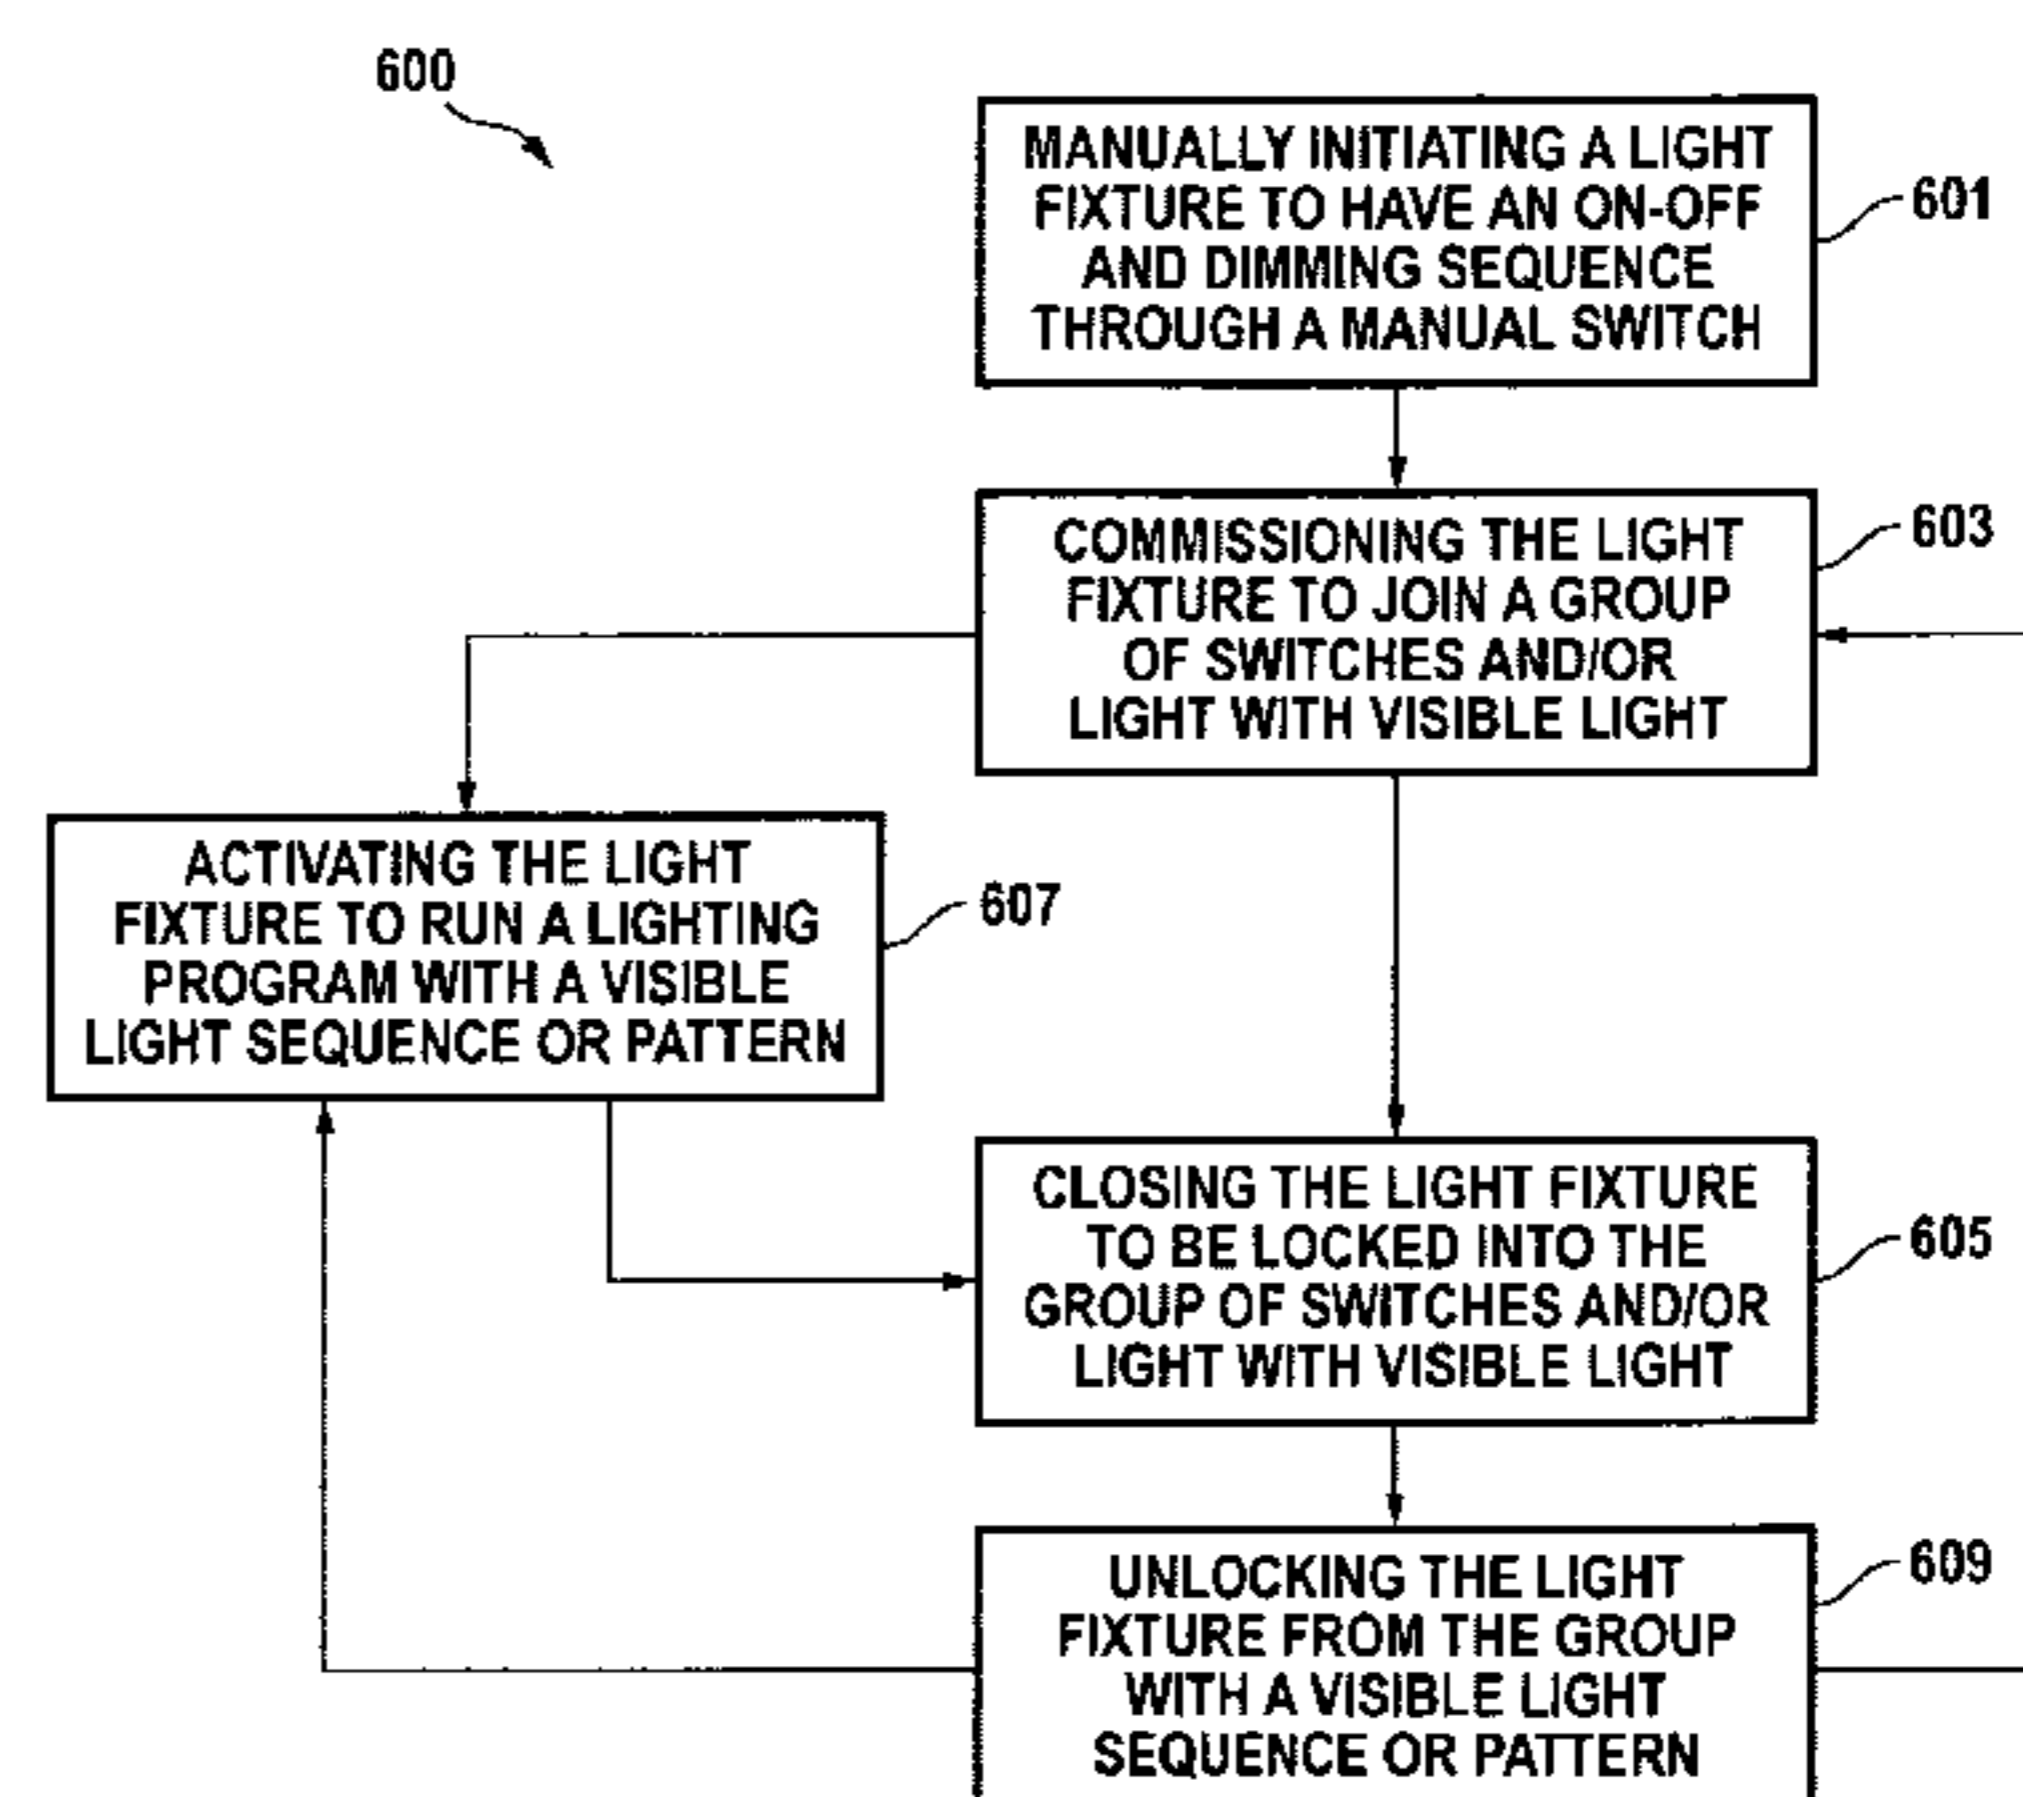 600
MANUALLY INITIATING A LIGHT
FIXTURE TO HAVE AN ON-OFF
AND DIMMING SEQUENCE
THROUGH A MANUAL SWITCH
601
COMMISSIONING THE LIGHT
FIXTURE TO JOIN A GROUP
OF SWITCHES AND/OR
LIGHT WITH VISIBLE LIGHT
603
ACTIVATING THE LIGHT
FIXTURE TO RUN A LIGHTING
PROGRAM WITH A VISIBLE
LIGHT SEQUENCE OR PATTERN
607
CLOSING THE LIGHT FIXTURE
TO BE LOCKED INTO THE
GROUP OF SWITCHES AND/OR
LIGHT WITH VISIBLE LIGHT
605
UNLOCKING THE LIGHT
FIXTURE FROM THE GROUP
WITH A VISIBLE LIGHT
SEQUENCE OR PATTERN
609